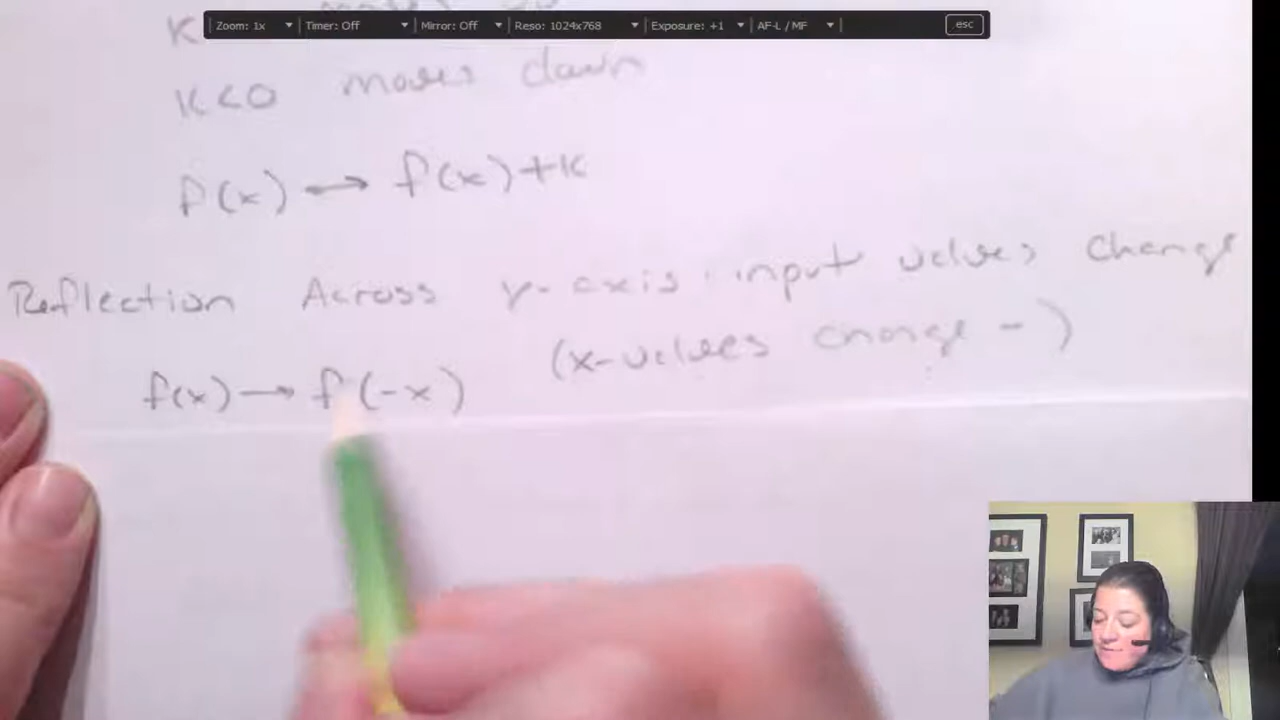 Zoom: 1x Timer: Off Mirror: Off Reso: 1024x768 Exposure: +1 AF-L / MF esc
K
K<0 moves down
f(x) ↔ f(x)+K
Reflection Across y-axis: input values change
(x-values change -)
f(x) → f(-x)